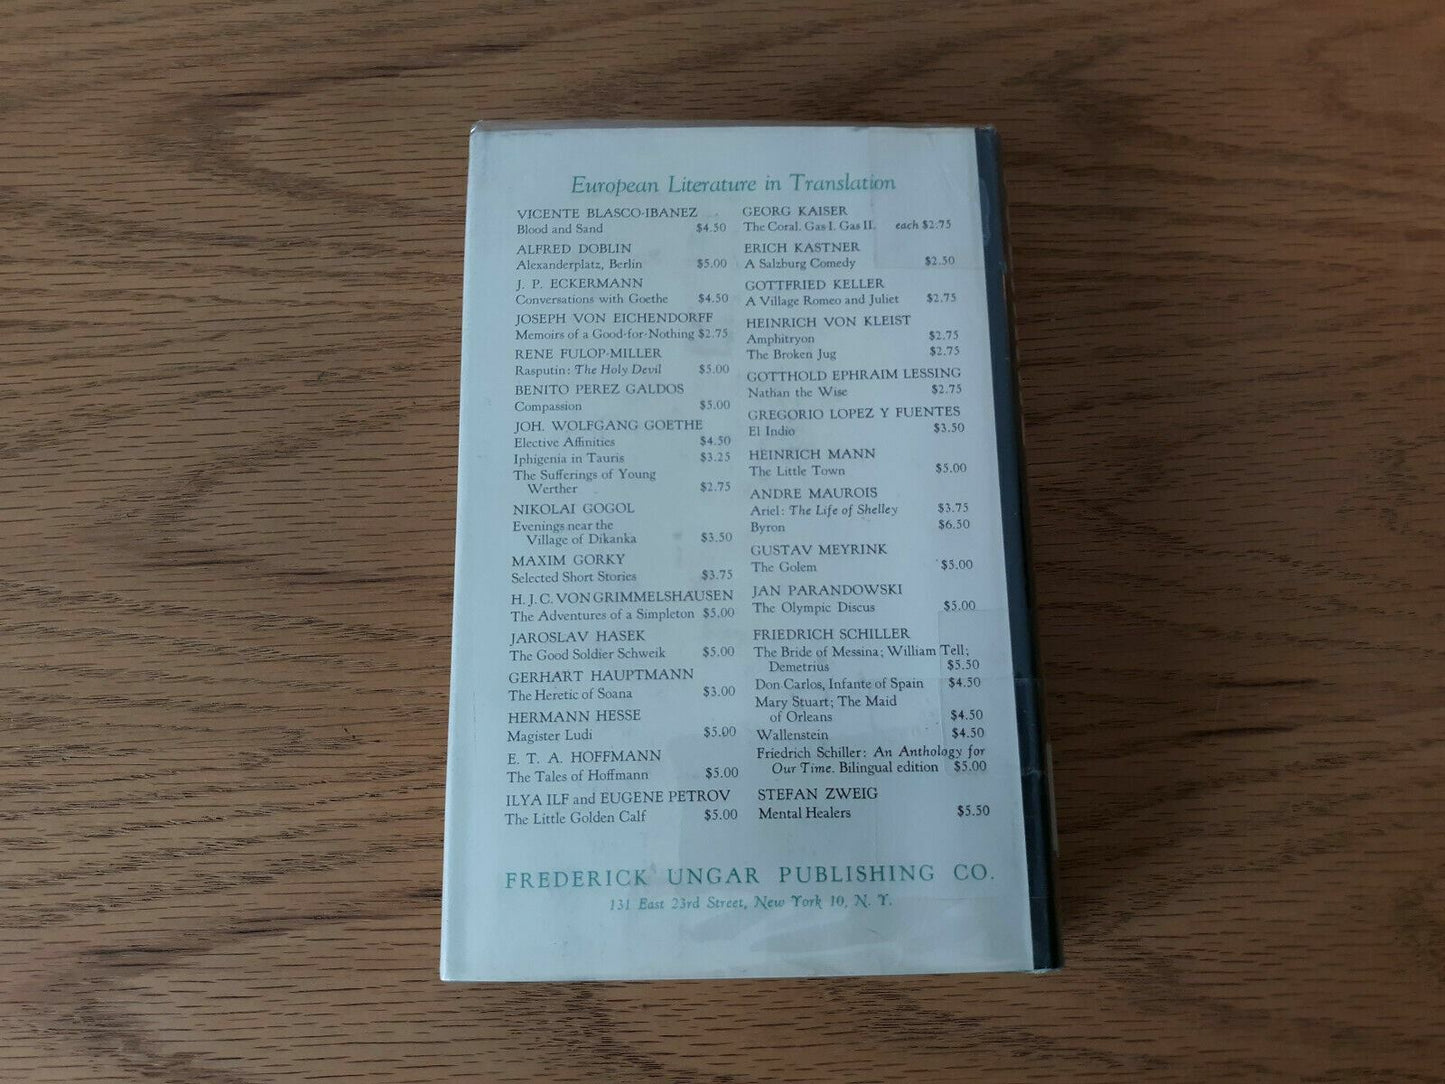 European Literature in Translation
VICENTE BLASCO-IBANEZ
Blood and Sand $4.50
ALFRED DOBLIN
Alexanderplatz, Berlin $5.00
J. P. ECKERMANN
Conversations with Goethe $4.50
JOSEPH VON EICHENDORFF
Memoirs of a Good-for-Nothing $2.75
RENE FULOP-MILLER
Rasputin: The Holy Devil $5.00
BENITO PEREZ GALDOS
Compassion $5.00
JOH. WOLFGANG GOETHE
Elective Affinities $4.50
Iphigenia in Tauris $3.25
The Sufferings of Young
Werther $2.75
NIKOLAI GOGOL
Evenings near the
Village of Dikanka $3.50
MAXIM GORKY
Selected Short Stories $3.75
H. J. C. VON GRIMMELSHAUSEN
The Adventures of a Simpleton $5.00
JAROSLAV HASEK
The Good Soldier Schweik $5.00
GERHART HAUPTMANN
The Heretic of Soana $3.00
HERMANN HESSE
Magister Ludi $5.00
E. T. A. HOFFMANN
The Tales of Hoffmann $5.00
ILYA ILF and EUGENE PETROV
The Little Golden Calf $5.00
GEORG KAISER
The Coral. Gas I. Gas II. each $2.75
ERICH KASTNER
A Salzburg Comedy $2.50
GOTTFRIED KELLER
A Village Romeo and Juliet $2.75
HEINRICH VON KLEIST
Amphitryon $2.75
The Broken Jug $2.75
GOTTHOLD EPHRAIM LESSING
Nathan the Wise $2.75
GREGORIO LOPEZ Y FUENTES
El Indio $3.50
HEINRICH MANN
The Little Town $5.00
ANDRE MAUROIS
Ariel: The Life of Shelley $3.75
Byron $6.50
GUSTAV MEYRINK
The Golem $5.00
JAN PARANDOWSKI
The Olympic Discus $5.00
FRIEDRICH SCHILLER
The Bride of Messina; William Tell;
Demetrius $5.50
Don Carlos, Infante of Spain $4.50
Mary Stuart; The Maid
of Orleans $4.50
Wallenstein $4.50
Friedrich Schiller: An Anthology for
Our Time. Bilingual edition $5.00
STEFAN ZWEIG
Mental Healers $5.50
FREDERICK UNGAR PUBLISHING CO.
131 East 23rd Street, New York 10, N. Y.